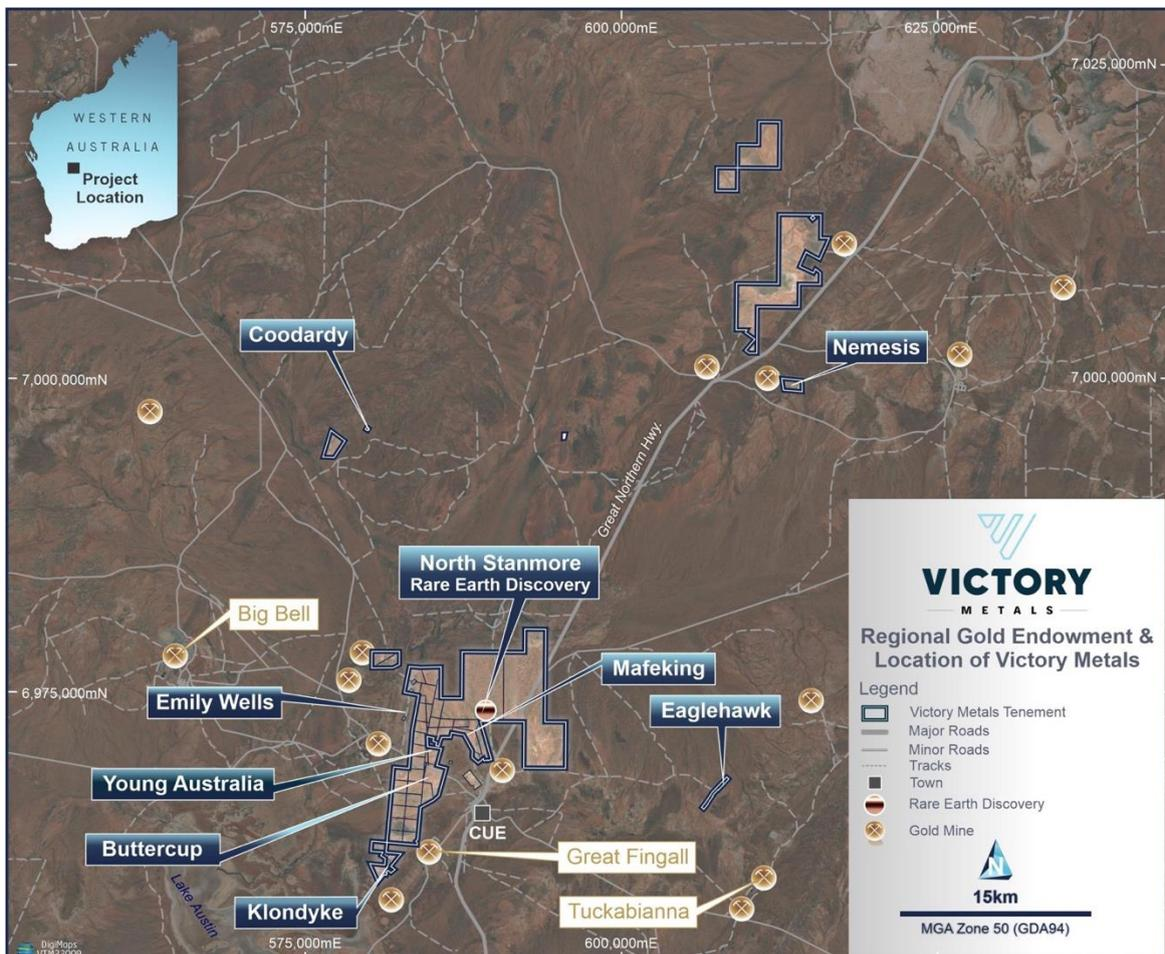 575,000mE
600,000mE
625,000mE
7,025,000mN
WESTERN
AUSTRALIA
Project
Location
Coodardy
Nemesis
7,000,000mN
7,000,000mN
Great Northern Hwy.
North Stanmore
Rare Earth Discovery
Big Bell
Mafeking
6,975,000mN
Emily Wells
Eaglehawk
Young Australia
CUE
Buttercup
Great Fingall
Lake Austin
Klondyke
Tuckabianna
575,000mE
600,000mE
DigiMaps
VICTORY
METALS
Regional Gold Endowment &
Location of Victory Metals
Legend
Victory Metals Tenement
Major Roads
Minor Roads
Tracks
Town
Rare Earth Discovery
Gold Mine
N
15km
MGA Zone 50 (GDA94)